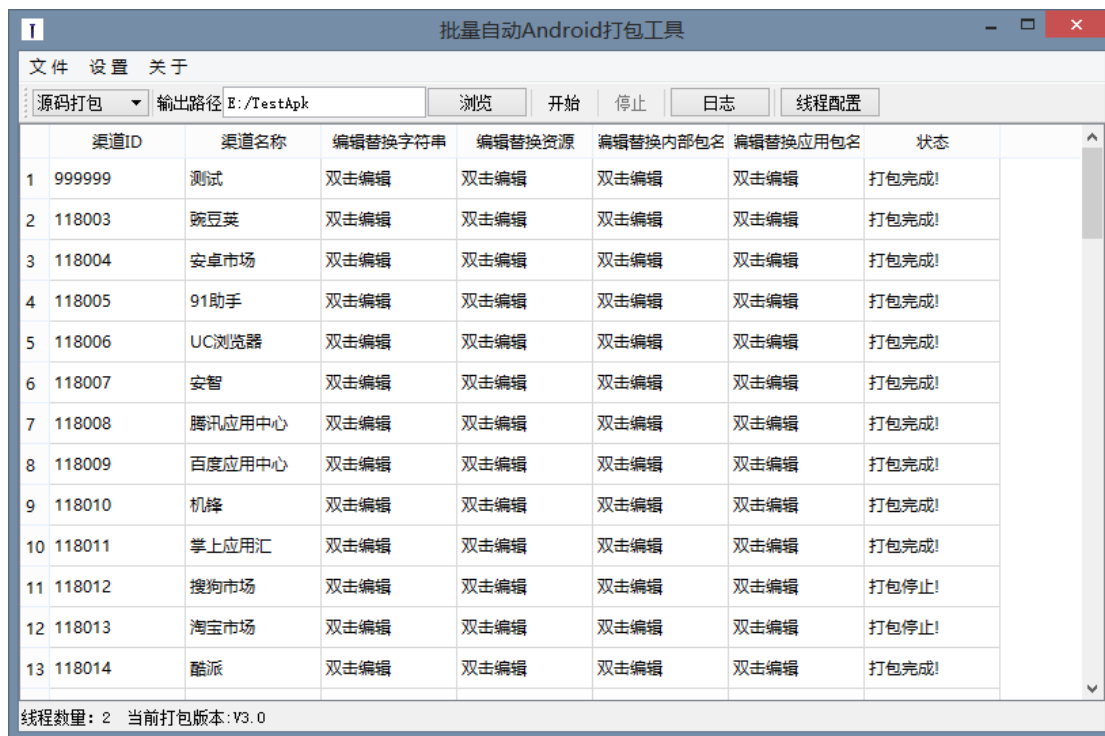 批量自动Android打包工具
文件 设置 关于
源码打包 输出路径 E:/TestApk 浏览 开始 停止 日志 线程配置
渠道ID 渠道名称 编辑替换字符串 编辑替换资源 编辑替换内部包名 编辑替换应用包名 状态
1 999999 测试 双击编辑 双击编辑 双击编辑 双击编辑 打包完成!
2 118003 豌豆荚 双击编辑 双击编辑 双击编辑 双击编辑 打包完成!
3 118004 安卓市场 双击编辑 双击编辑 双击编辑 双击编辑 打包完成!
4 118005 91助手 双击编辑 双击编辑 双击编辑 双击编辑 打包完成!
5 118006 UC浏览器 双击编辑 双击编辑 双击编辑 双击编辑 打包完成!
6 118007 安智 双击编辑 双击编辑 双击编辑 双击编辑 打包完成!
7 118008 腾讯应用中心 双击编辑 双击编辑 双击编辑 双击编辑 打包完成!
8 118009 百度应用中心 双击编辑 双击编辑 双击编辑 双击编辑 打包完成!
9 118010 机锋 双击编辑 双击编辑 双击编辑 双击编辑 打包完成!
10 118011 掌上应用汇 双击编辑 双击编辑 双击编辑 双击编辑 打包完成!
11 118012 搜狗市场 双击编辑 双击编辑 双击编辑 双击编辑 打包停止!
12 118013 淘宝市场 双击编辑 双击编辑 双击编辑 双击编辑 打包停止!
13 118014 酷派 双击编辑 双击编辑 双击编辑 双击编辑 打包完成!
线程数量: 2 当前打包版本:V3.0